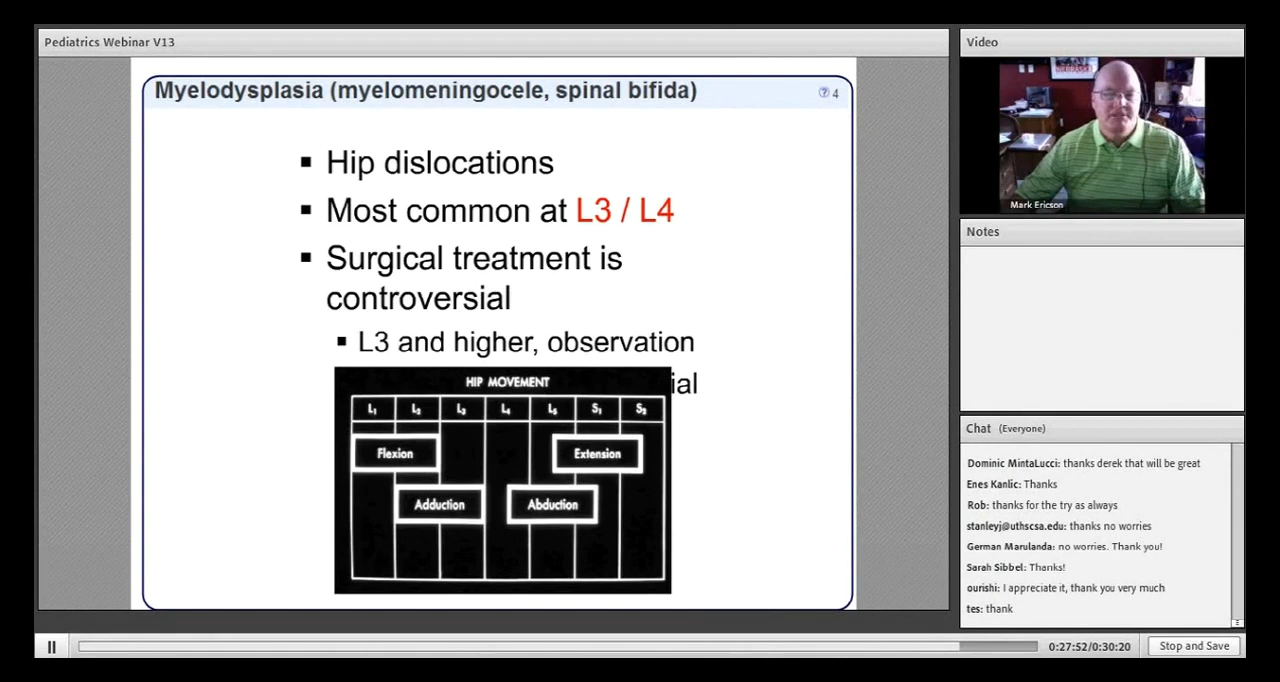 Pediatrics Webinar V13
Myelodysplasia (myelomeningocele, spinal bifida)
4
▪ Hip dislocations
▪ Most common at L3 / L4
▪ Surgical treatment is
controversial
▪ L3 and higher, observation
ial
HIP MOVEMENT
L1 L2 L3 L4 L5 S1 S2
Flexion Extension
Adduction Abduction
Video
Mark Ericson
Notes
Chat (Everyone)
Dominic MintaLucci: thanks derek that will be great
Enes Kanlic: Thanks
Rob: thanks for the try as always
stanleyj@uthscsa.edu: thanks no worries
German Marulanda: no worries. Thank you!
Sarah Sibbel: Thanks!
ourishi: I appreciate it, thank you very much
tes: thank
0:27:52/0:30:20
Stop and Save